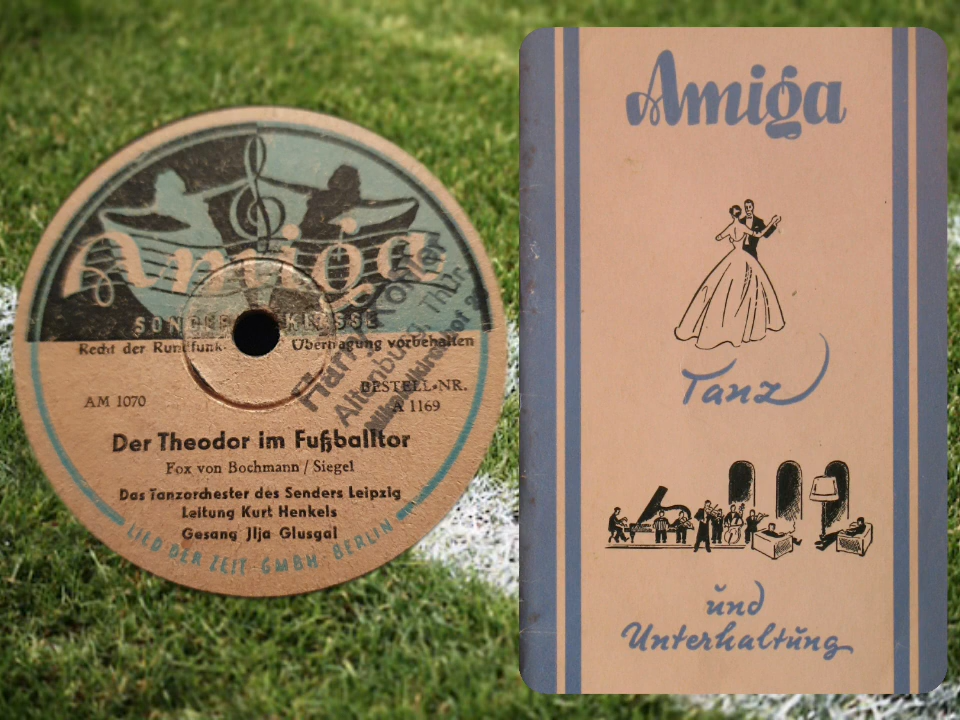 Amiga
SONDERKLASSE
Recht der Rundfunk- Übertragung vorbehalten
AM 1070
BESTELL-NR.
A 1169
Harry
Altenburg, Thür.
Der Theodor im Fußballtor
Fox von Bochmann / Siegel
Das Tanzorchester des Senders Leipzig
Leitung Kurt Henkels
Gesang Jlja Glusgal
LIED DER ZEIT-GMBH-BERLIN
Amiga
Tanz
und
Unterhaltung